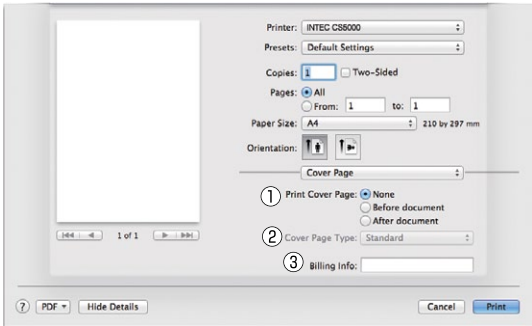 Printer: INTEC CS5000
Presets: Default Settings
Copies: 1 Two-Sided
Pages: All
From: 1 to: 1
Paper Size: A4 210 by 297 mm
Orientation:
Cover Page
① Print Cover Page: None
Before document
After document
② Cover Page Type: Standard
③ Billing Info:
1 of 1
? PDF Hide Details Cancel Print